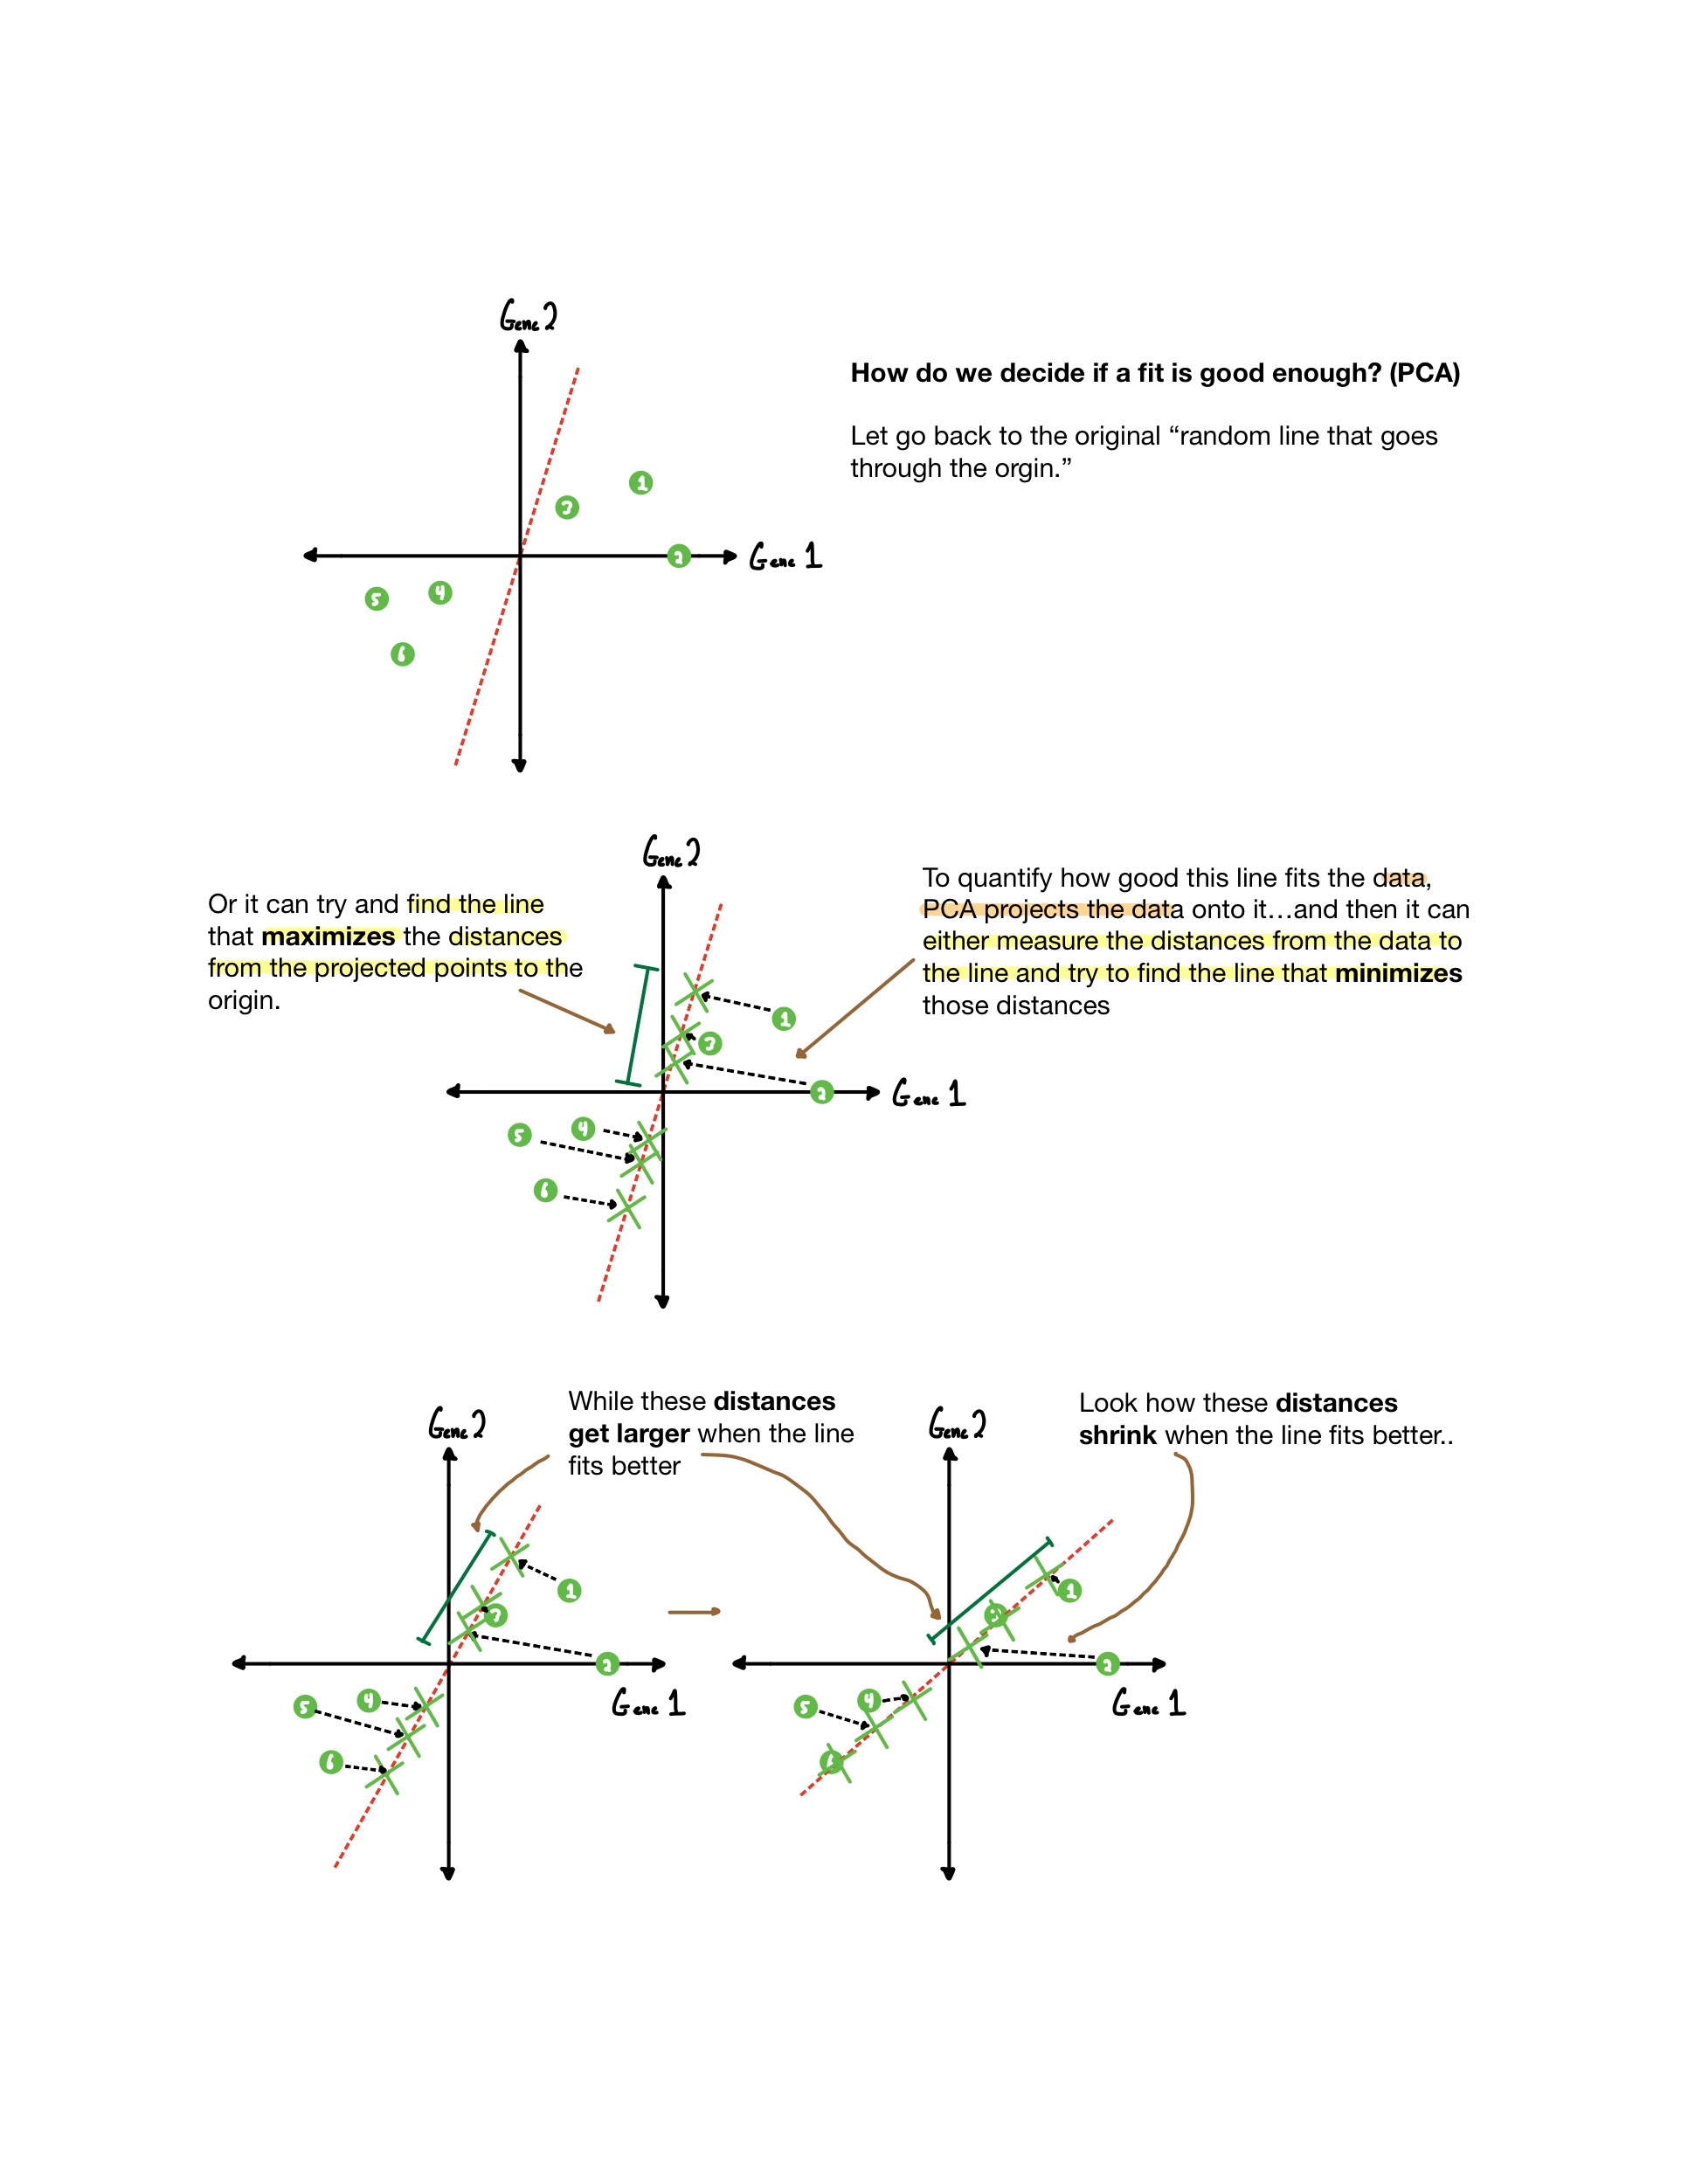 Gene 2
How do we decide if a fit is good enough? (PCA)
Let go back to the original “random line that goes
through the orgin.”
1
3
2
Gene 1
5
4
6
Gene 2
To quantify how good this line fits the data,
PCA projects the data onto it...and then it can
either measure the distances from the data to
the line and try to find the line that minimizes
those distances
Or it can try and find the line
that maximizes the distances
from the projected points to the
origin.
1
3
2
Gene 1
4
5
6
While these distances
get larger when the line
fits better
Look how these distances
shrink when the line fits better..
Gene 2
1
3
2
Gene 1
5
4
6
Gene 2
1
3
2
Gene 1
5
4
6